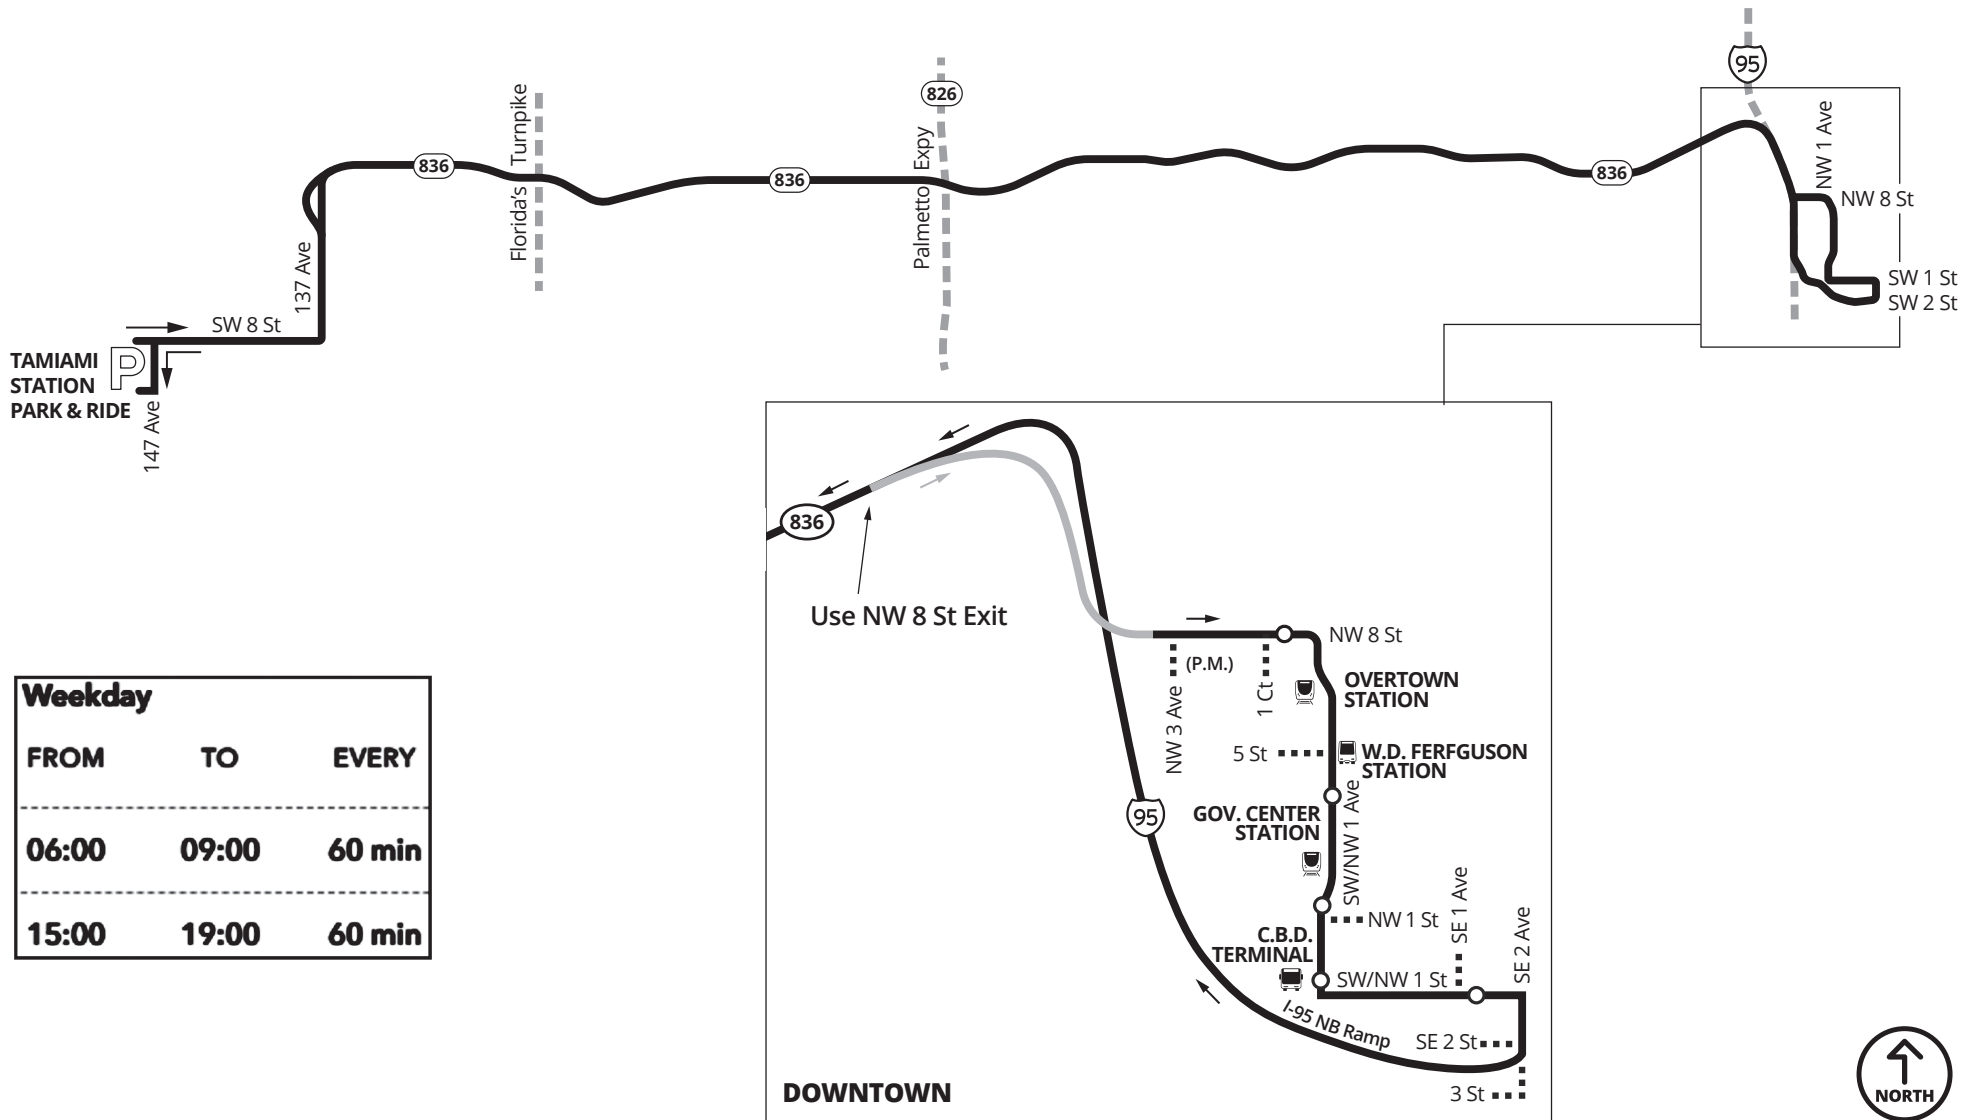 95
826
Florida's Turnpike
Palmetto Expy
NW 1 Ave
836
836
836
NW 8 St
137 Ave
SW 1 St
SW 2 St
SW 8 St
TAMIAMI
STATION
PARK & RIDE
P
147 Ave
836
Use NW 8 St Exit
NW 8 St
(P.M.)
NW 3 Ave
1 Ct
OVERTOWN
STATION
5 St
W.D. FERFGUSON
STATION
95
GOV. CENTER
STATION
SW/NW 1 Ave
NW 1 St
SE 1 Ave
SE 2 Ave
C.B.D.
TERMINAL
SW/NW 1 St
I-95 NB Ramp
SE 2 St
3 St
DOWNTOWN
Weekday
FROM TO EVERY
06:00 09:00 60 min
15:00 19:00 60 min
NORTH